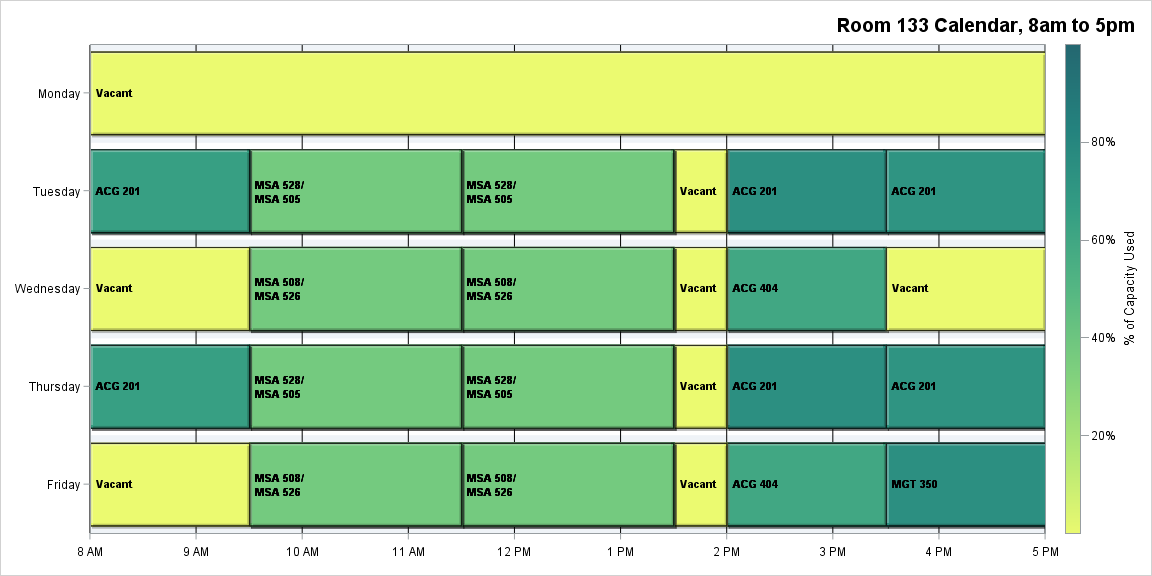 Room 133 Calendar, 8am to 5pm
Monday
Vacant
Tuesday
ACG 201
MSA 528/
MSA 505
MSA 528/
MSA 505
Vacant
ACG 201
ACG 201
Wednesday
Vacant
MSA 508/
MSA 526
MSA 508/
MSA 526
Vacant
ACG 404
Vacant
Thursday
ACG 201
MSA 528/
MSA 505
MSA 528/
MSA 505
Vacant
ACG 201
ACG 201
Friday
Vacant
MSA 508/
MSA 526
MSA 508/
MSA 526
Vacant
ACG 404
MGT 350
8 AM
9 AM
10 AM
11 AM
12 PM
1 PM
2 PM
3 PM
4 PM
5 PM
80%
60%
40%
20%
% of Capacity Used